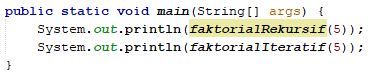 public static void main(String[] args) {
    System.out.println(faktorialRekursif(5));
    System.out.println(faktorialIteratif(5));
}